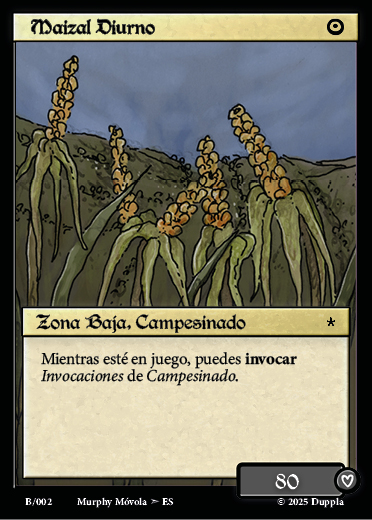 Maizal Diurno
Zona Baja, Campesinado *
Mientras esté en juego, puedes invocar
Invocaciones de Campesinado.
80
B/002 Murphy Móvola ➣ ES © 2025 Duppla